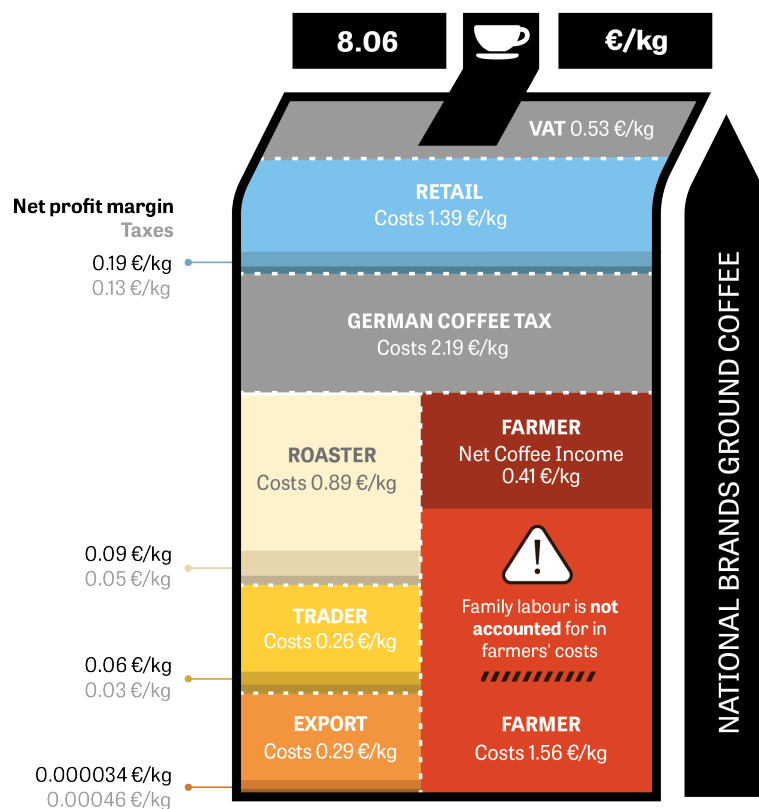 8.06
€/kg
VAT 0.53 €/kg
RETAIL
Costs 1.39 €/kg
Net profit margin
Taxes
0.19 €/kg
0.13 €/kg
GERMAN COFFEE TAX
Costs 2.19 €/kg
ROASTER
Costs 0.89 €/kg
0.09 €/kg
0.05 €/kg
FARMER
Net Coffee Income
0.41 €/kg
!
Family labour is not
accounted for in
farmers' costs
TRADER
Costs 0.26 €/kg
0.06 €/kg
0.03 €/kg
EXPORT
Costs 0.29 €/kg
0.000034 €/kg
0.00046 €/kg
FARMER
Costs 1.56 €/kg
NATIONAL BRANDS GROUND COFFEE